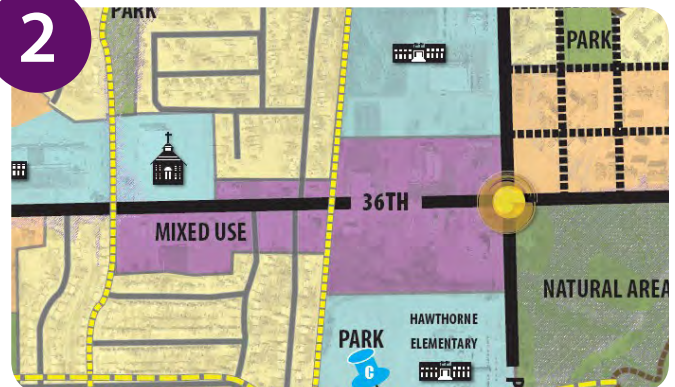 2
PARK
PARK
36TH
MIXED USE
NATURAL AREA
HAWTHORNE
ELEMENTARY
PARK
C